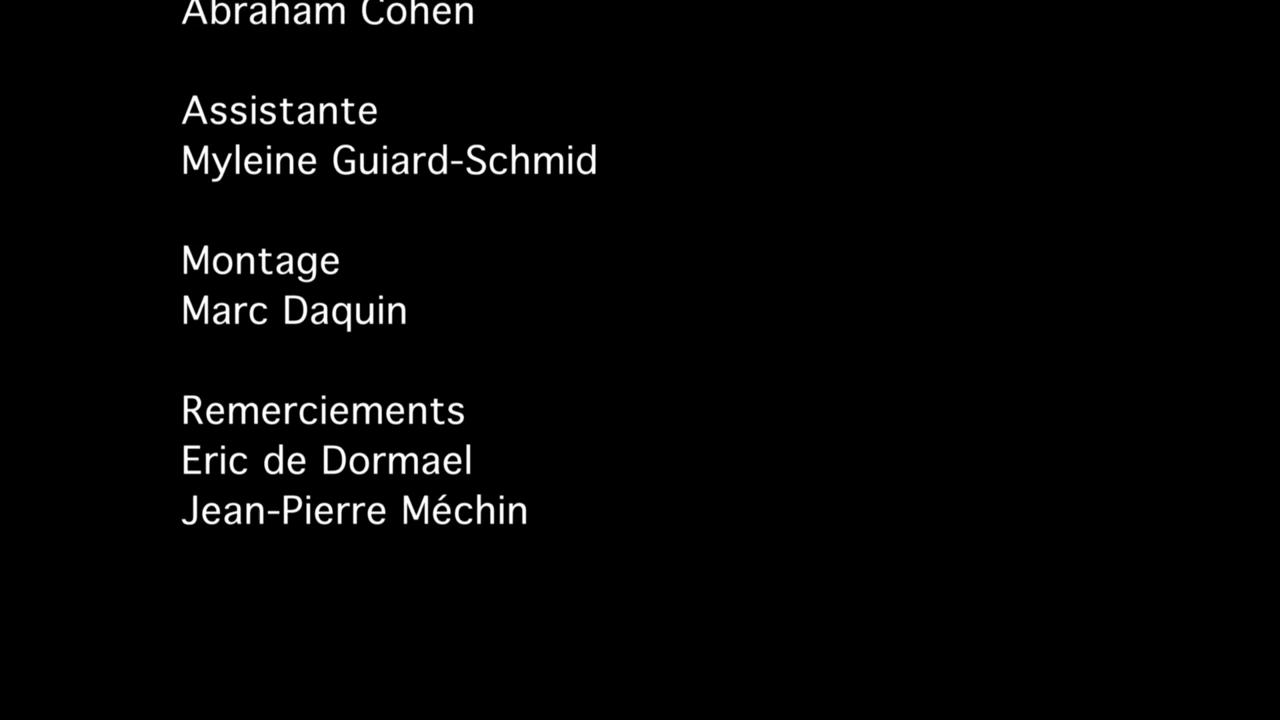 Abraham Cohen
Assistante
Myleine Guiard-Schmid
Montage
Marc Daquin
Remerciements
Eric de Dormael
Jean-Pierre Méchin